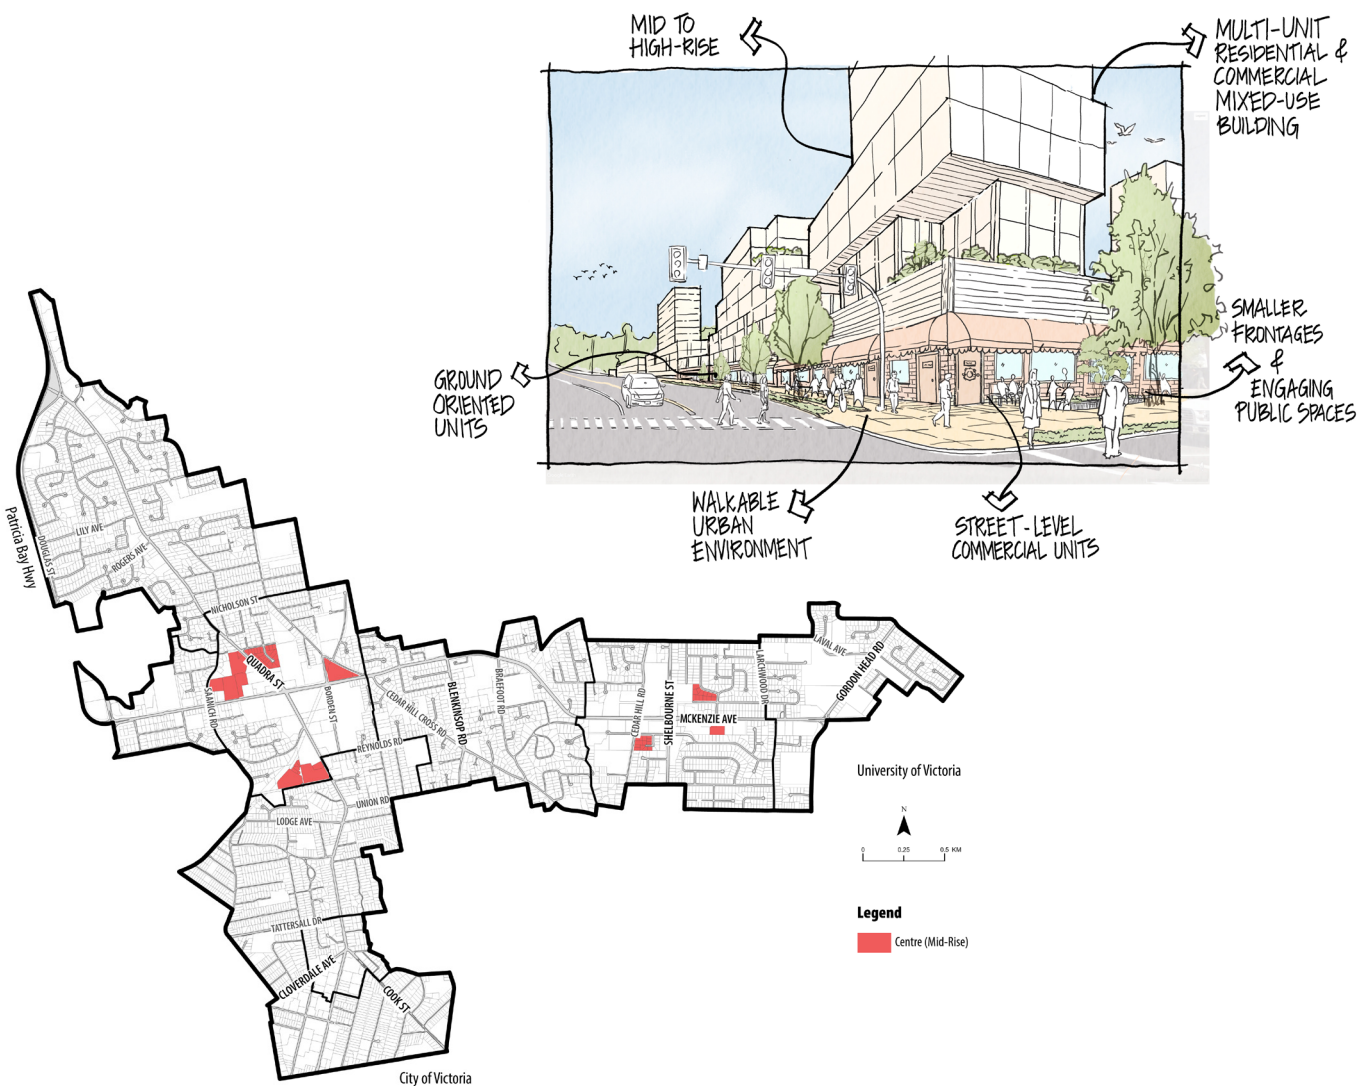 MID TO
HIGH-RISE
MULTI-UNIT
RESIDENTIAL &
COMMERCIAL
MIXED-USE
BUILDING
SMALLER
FRONTAGES
&
ENGAGING
PUBLIC SPACES
GROUND
ORIENTED
UNITS
WALKABLE
URBAN
ENVIRONMENT
STREET-LEVEL
COMMERCIAL UNITS
Patricia Bay Hwy
DOUGLAS ST
LILY AVE
ROGERS AVE
NICHOLSON ST
QUADRA ST
SAANICH RD
BORDEN ST
CEDAR HILL CROSS RD
BLENKINSOP RD
BRAEFOOT RD
REYNOLDS RD
UNION RD
LODGE AVE
TATTERSALL DR
CLOVERDALE AVE
COOK ST
CEDAR HILL RD
SHELBOURNE ST
MCKENZIE AVE
LARCHWOOD DR
LAVAL AVE
GORDON HEAD RD
University of Victoria
N
0 0.25 0.5 KM
Legend
Centre (Mid-Rise)
City of Victoria